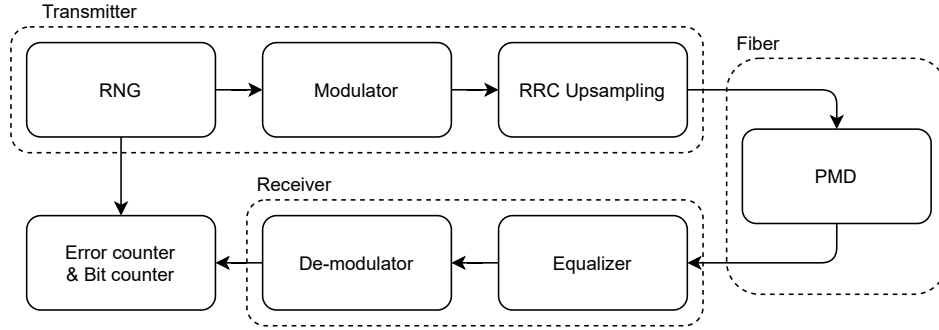 Transmitter
Fiber
RNG
Modulator
RRC Upsampling
PMD
Receiver
Error counter
& Bit counter
De-modulator
Equalizer